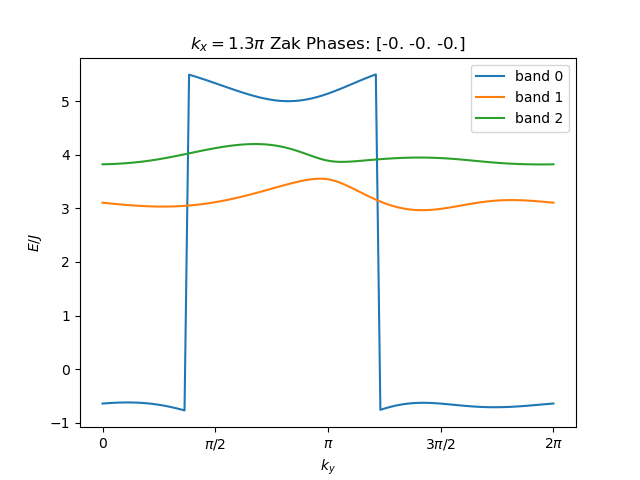 $k_x = 1.3\pi$ Zak Phases: [-0. -0. -0.]
band 0
band 1
band 2
E/J
5
4
3
2
1
0
−1
0
π/2
π
3π/2
2π
$k_y$